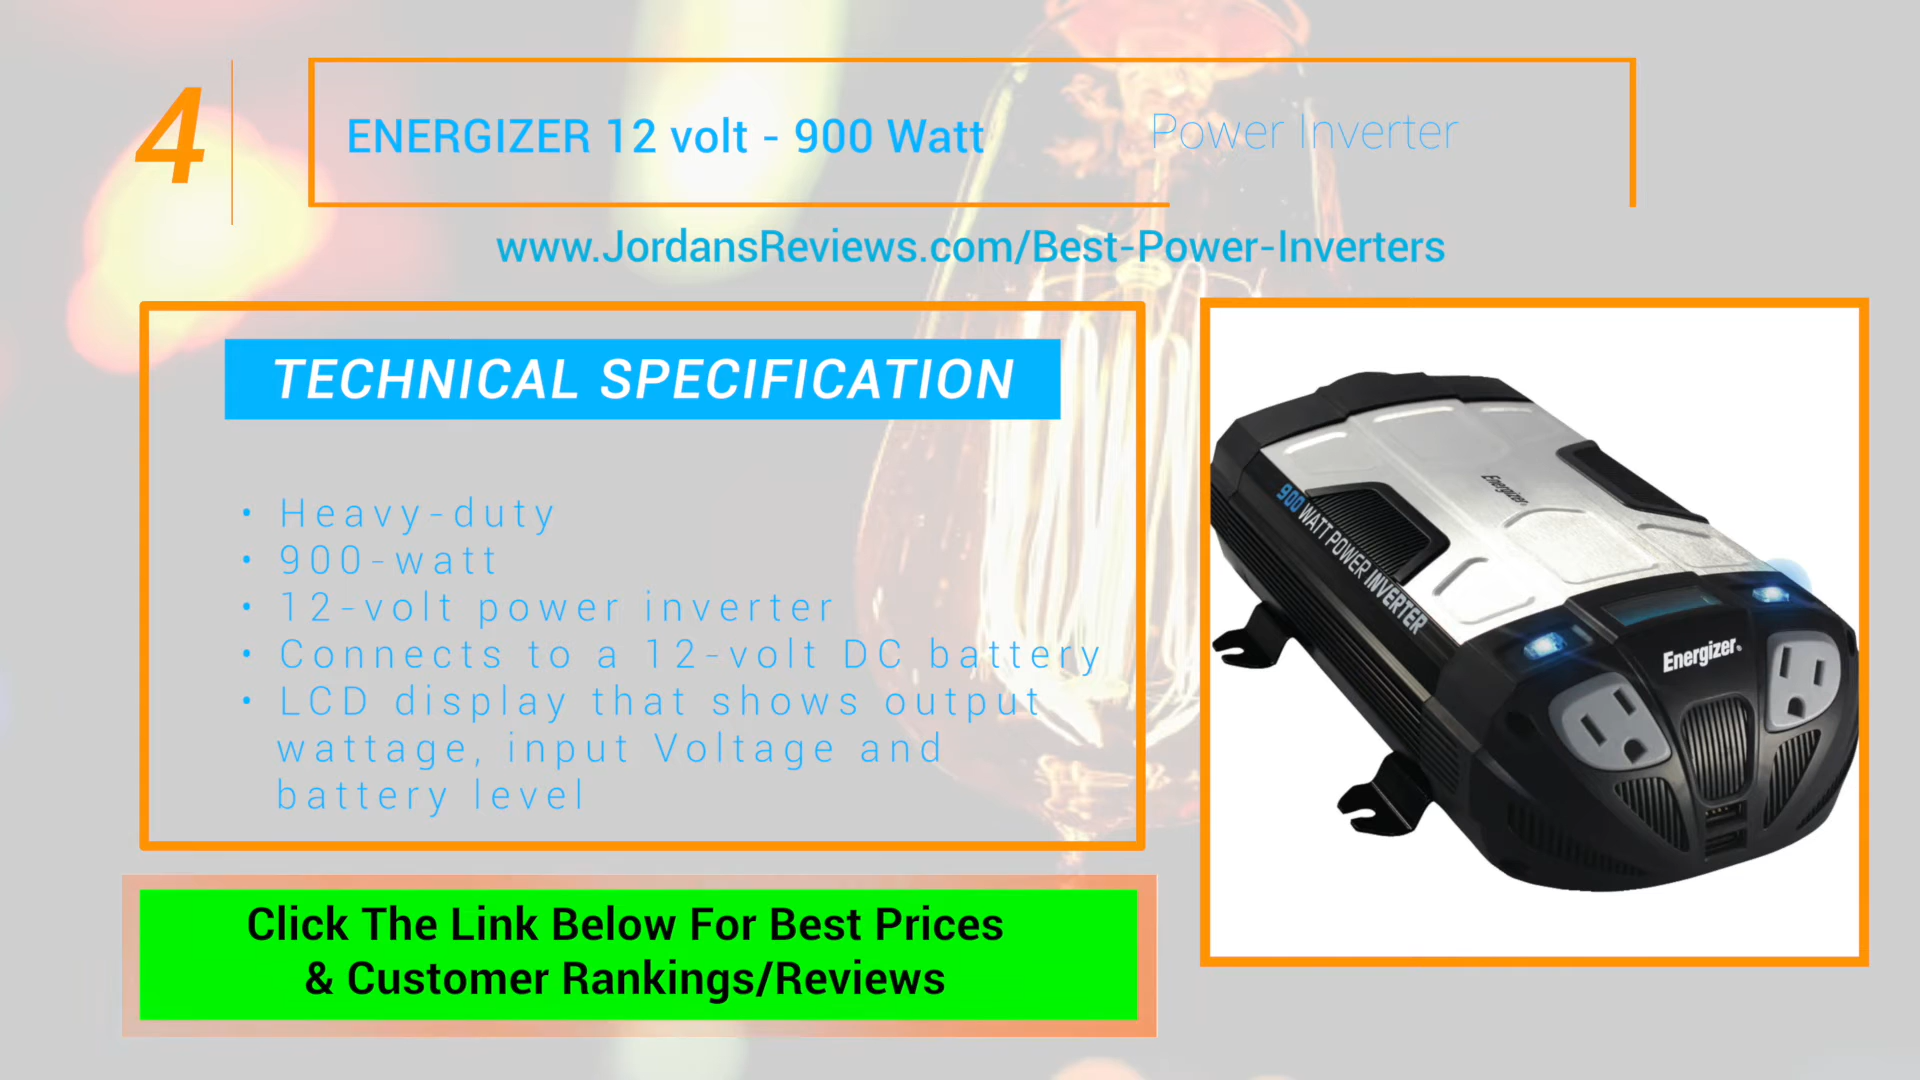 4
ENERGIZER 12 volt - 900 Watt Power Inverter
www.JordansReviews.com/Best-Power-Inverters
TECHNICAL SPECIFICATION
• Heavy-duty
• 900-watt
• 12-volt power inverter
• Connects to a 12-volt DC battery
• LCD display that shows output
wattage, input Voltage and
battery level
Click The Link Below For Best Prices
& Customer Rankings/Reviews
Energizer
900 WATT POWER INVERTER
Energizer